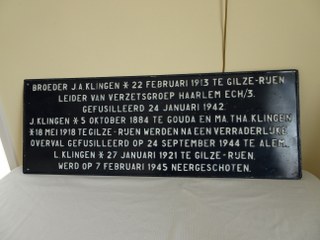 BROEDER J.A. KLINGEN * 22 FEBRUARI 1913 TE GILZE-RIJEN
LEIDER VAN VERZETSGROEP HAARLEM ECH/3.
GEFUSILLEERD 24 JANUARI 1942.
J. KLINGEN * 5 OKTOBER 1884 TE GOUDA EN MA. THA. KLINGEN
* 18 MEI 1918 TE GILZE-RIJEN WERDEN NA EEN VERRADERLIJKE
OVERVAL GEFUSILLEERD OP 24 SEPTEMBER 1944 TE ALEM.
L. KLINGEN * 27 JANUARI 1921 TE GILZE-RIJEN,
WERD OP 7 FEBRUARI 1945 NEERGESCHOTEN.